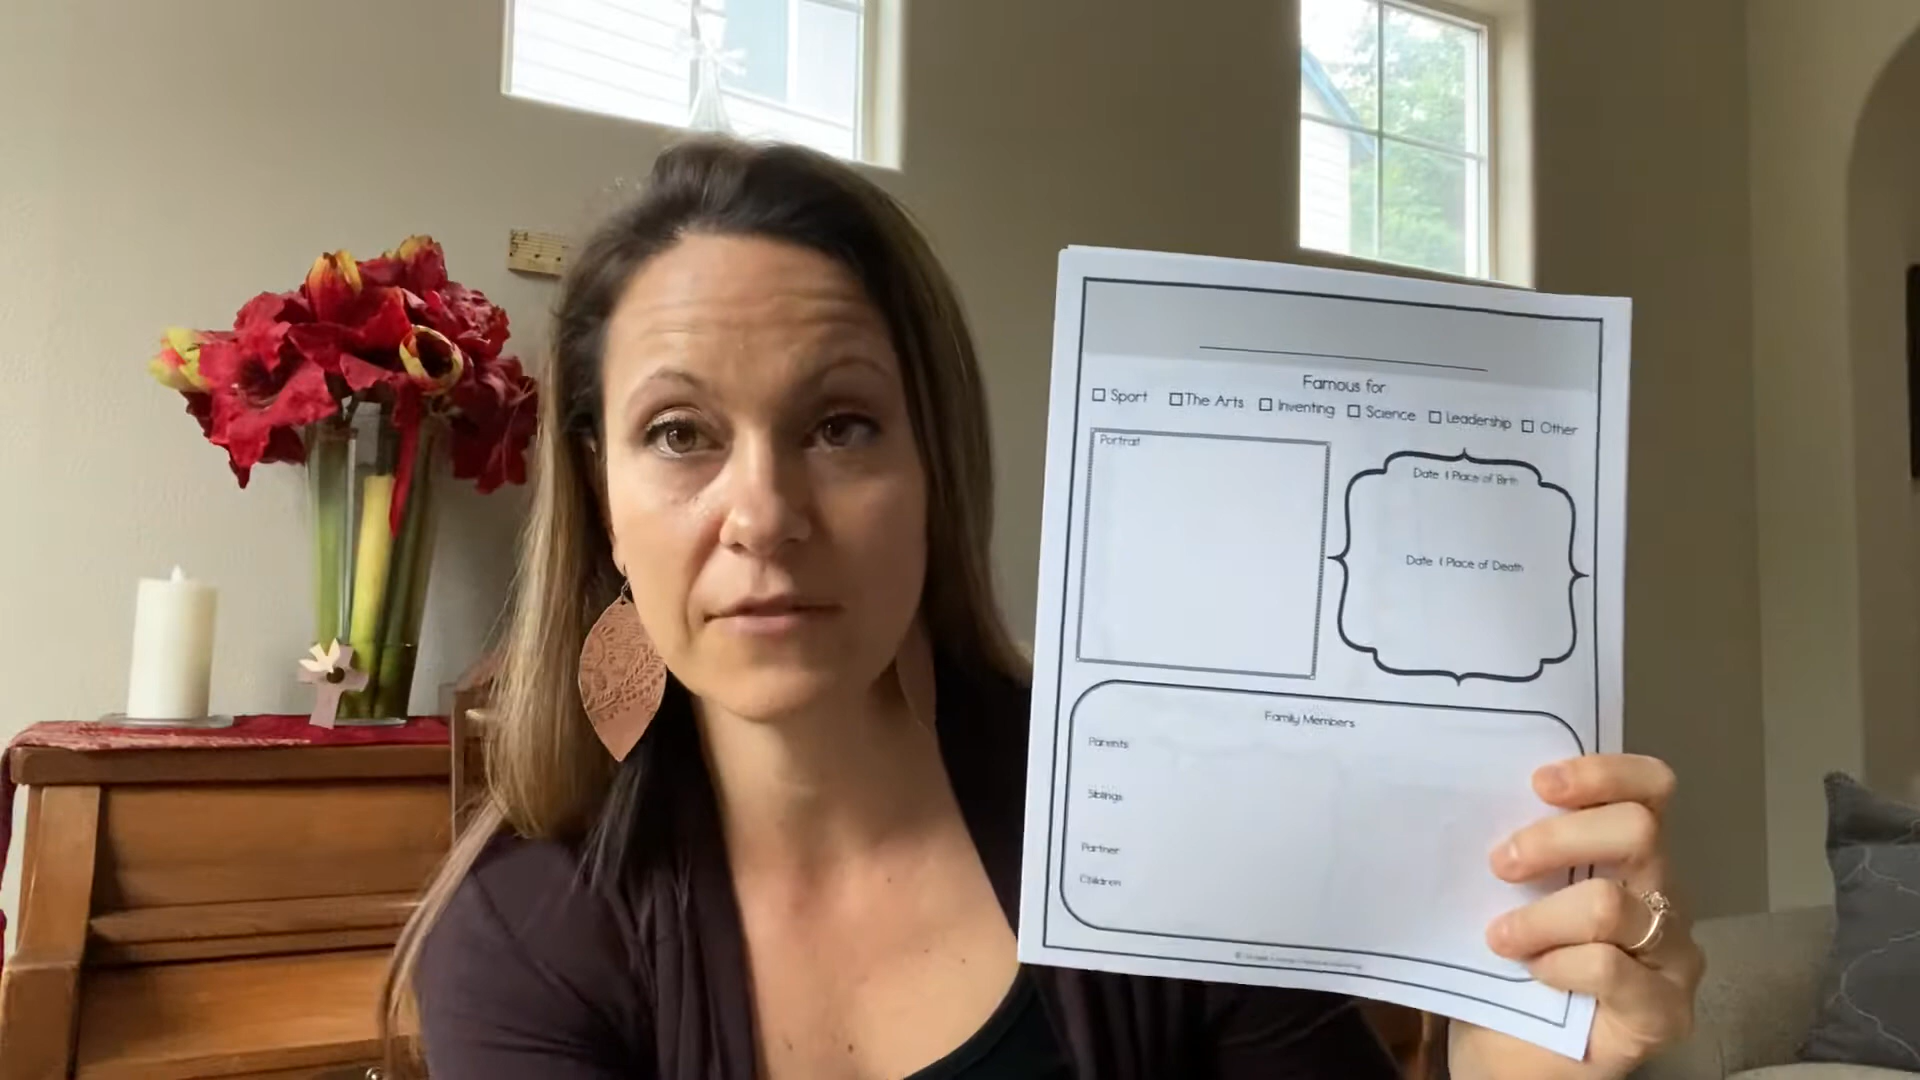 Famous for
Sport The Arts Inventing Science Leadership Other
Portrait
Date & Place of Birth
Date & Place of Death
Family Members
Parents
Siblings
Partner
Children